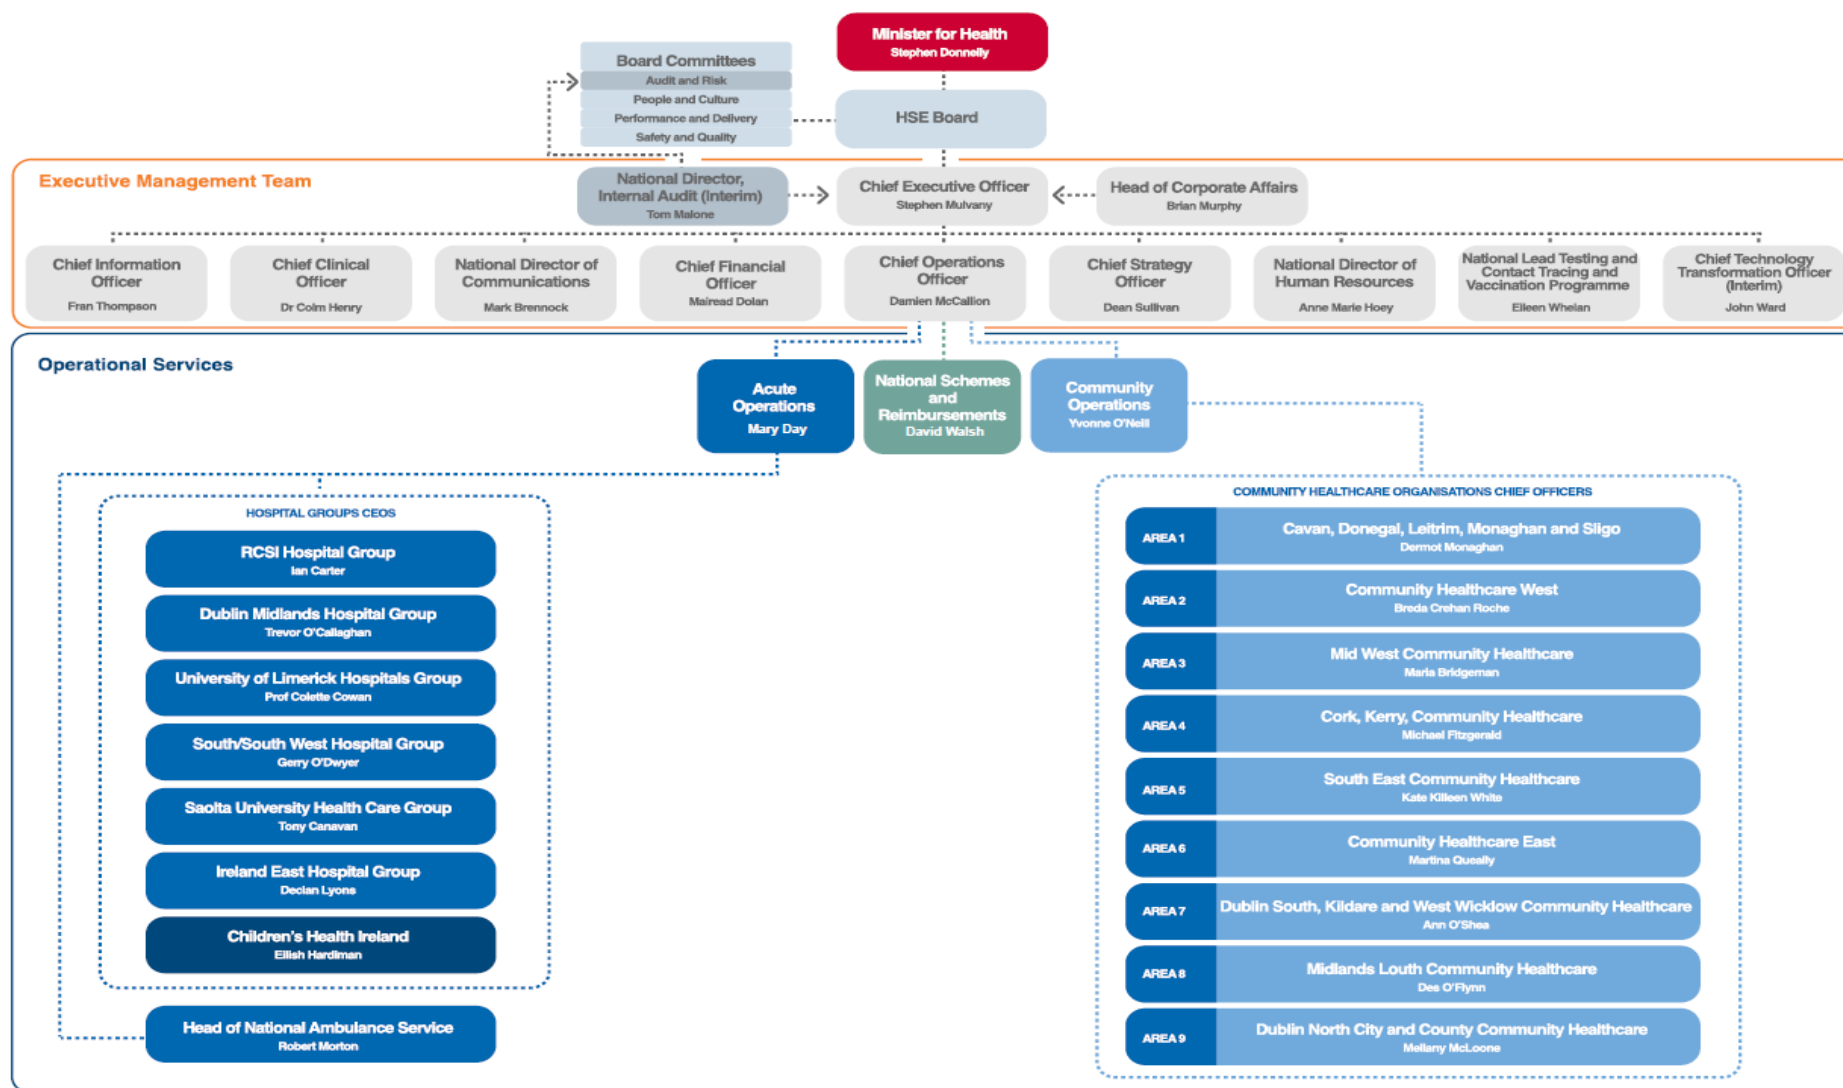 Minister for Health
Stephen Donnelly
Board Committees
Audit and Risk
People and Culture
Performance and Delivery
Safety and Quality
HSE Board
Executive Management Team
National Director,
Internal Audit (Interim)
Tom Malone
Chief Executive Officer
Stephen Mulvany
Head of Corporate Affairs
Brian Murphy
Chief Information
Officer
Fran Thompson
Chief Clinical
Officer
Dr Colm Henry
National Director of
Communications
Mark Brennock
Chief Financial
Officer
Mairead Dolan
Chief Operations
Officer
Damien McCallion
Chief Strategy
Officer
Dean Sullivan
National Director of
Human Resources
Anne Marie Hoey
National Lead Testing and
Contact Tracing and
Vaccination Programme
Eileen Whelan
Chief Technology
Transformation Officer
(Interim)
John Ward
Operational Services
Acute
Operations
Mary Day
National Schemes
and
Reimbursements
David Walsh
Community
Operations
Yvonne O'Neill
HOSPITAL GROUPS CEOS
RCSI Hospital Group
Ian Carter
Dublin Midlands Hospital Group
Trevor O'Callaghan
University of Limerick Hospitals Group
Prof Colette Cowan
South/South West Hospital Group
Gerry O'Dwyer
Saolta University Health Care Group
Tony Canavan
Ireland East Hospital Group
Declan Lyons
Children's Health Ireland
Eilish Hardiman
Head of National Ambulance Service
Robert Morton
COMMUNITY HEALTHCARE ORGANISATIONS CHIEF OFFICERS
AREA 1
Cavan, Donegal, Leitrim, Monaghan and Sligo
Dermot Monaghan
AREA 2
Community Healthcare West
Breda Crehan Roche
AREA 3
Mid West Community Healthcare
Maria Bridgeman
AREA 4
Cork, Kerry, Community Healthcare
Michael Fitzgerald
AREA 5
South East Community Healthcare
Kate Killeen White
AREA 6
Community Healthcare East
Martina Queally
AREA 7
Dublin South, Kildare and West Wicklow Community Healthcare
Ann O'Shea
AREA 8
Midlands Louth Community Healthcare
Des O'Flynn
AREA 9
Dublin North City and County Community Healthcare
Mellany McLoone